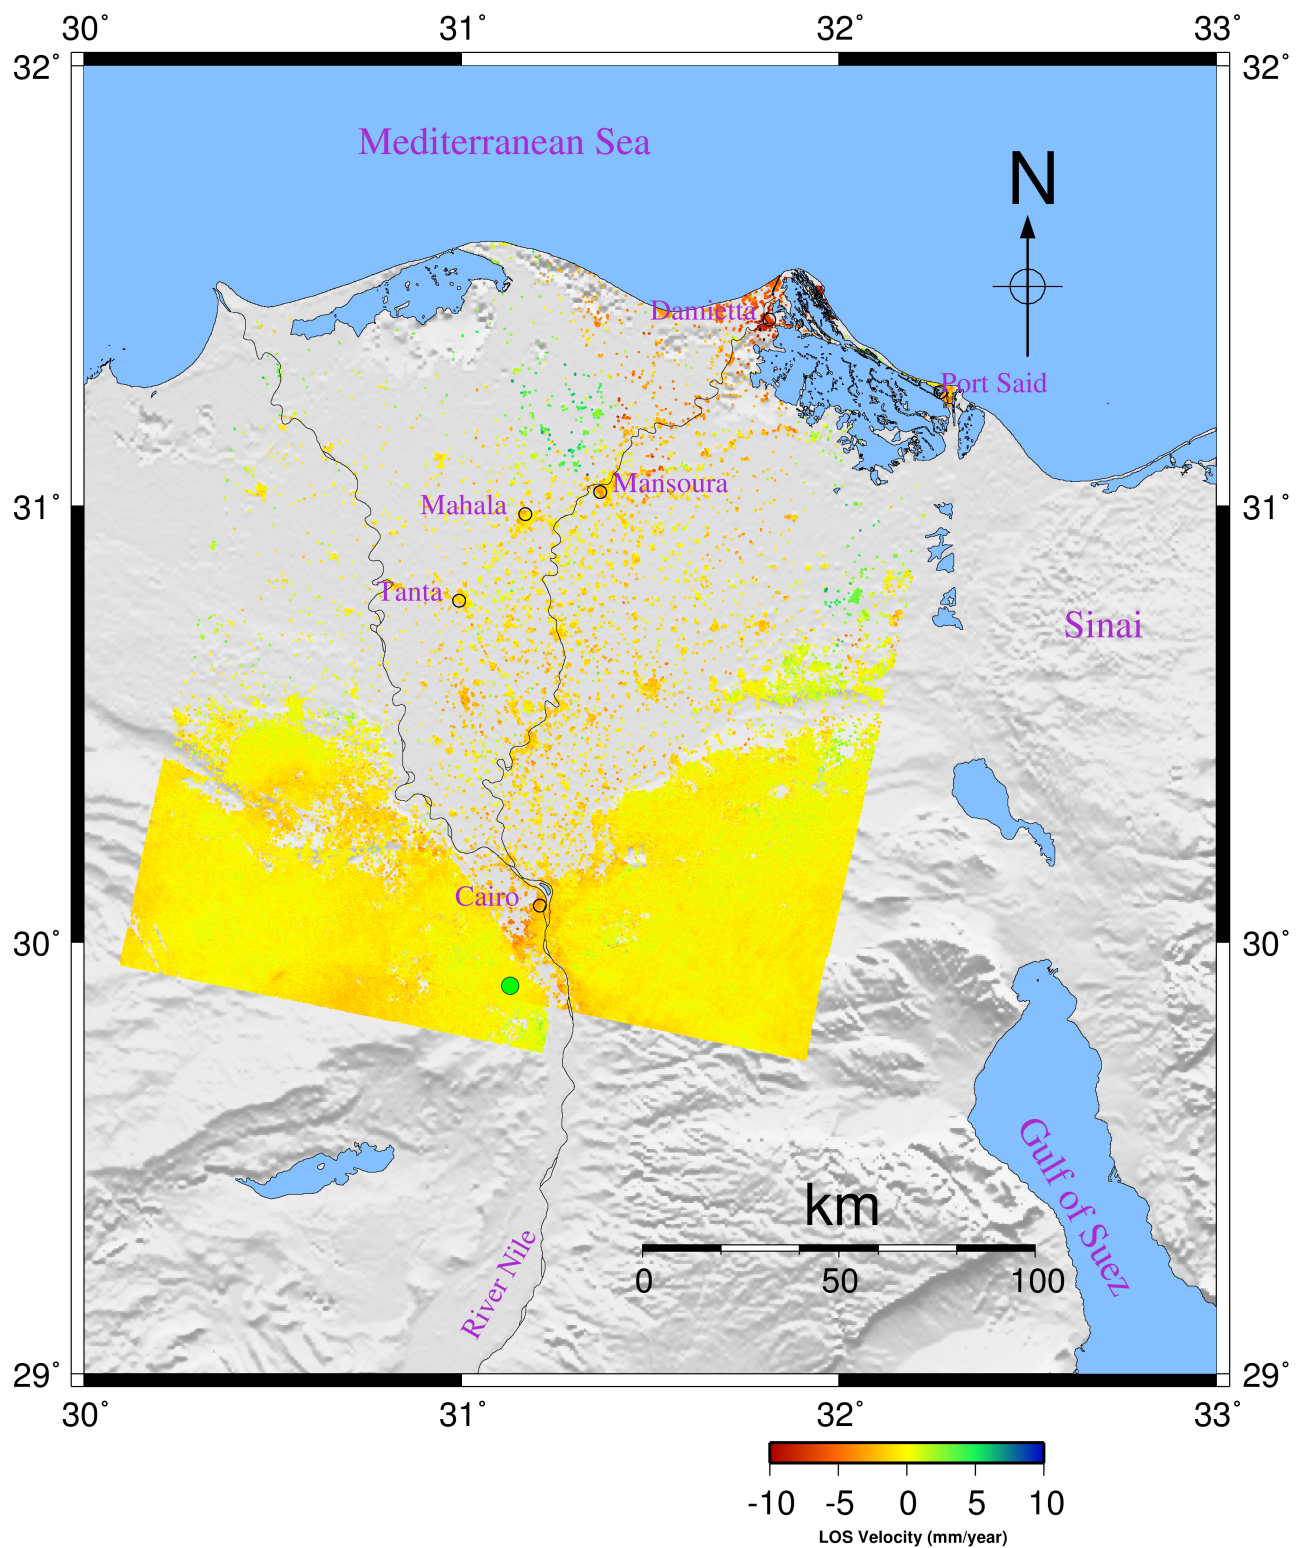 30° 31° 32° 33°
32° 32°
Mediterranean Sea
N
Damietta
Port Said
Mansoura
Mahala
31° 31°
Tanta
Sinai
Cairo
30° 30°
Gulf of Suez
km
River Nile
0 50 100
29° 29°
30° 31° 32° 33°
-10 -5 0 5 10
LOS Velocity (mm/year)